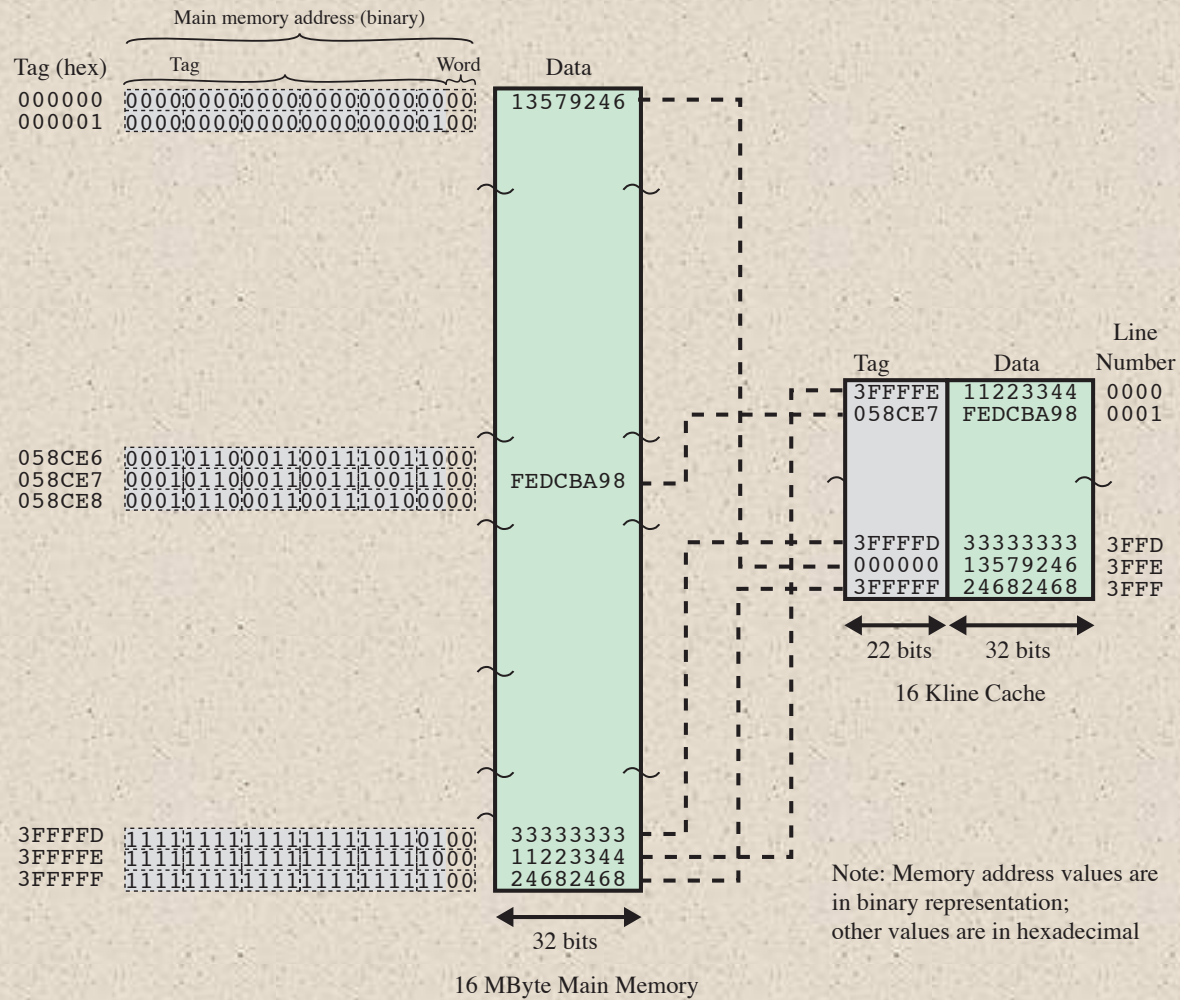 Main memory address (binary)
Tag (hex) Tag Word Data
000000 000000000000000000000000 13579246
000001 000000000000000000000100
Line
Tag Data Number
3FFFFE 11223344 0000
058CE7 FEDCBA98 0001
058CE6 000101100011001110011000
058CE7 000101100011001110011100 FEDCBA98
058CE8 000101100011001110100000
3FFFFD 33333333 3FFD
000000 13579246 3FFE
3FFFFF 24682468 3FFF
22 bits 32 bits
16 Kline Cache
3FFFFD 111111111111111111110100 33333333
3FFFFE 111111111111111111111000 11223344
3FFFFF 111111111111111111111100 24682468
Note: Memory address values are
in binary representation;
other values are in hexadecimal
32 bits
16 MByte Main Memory